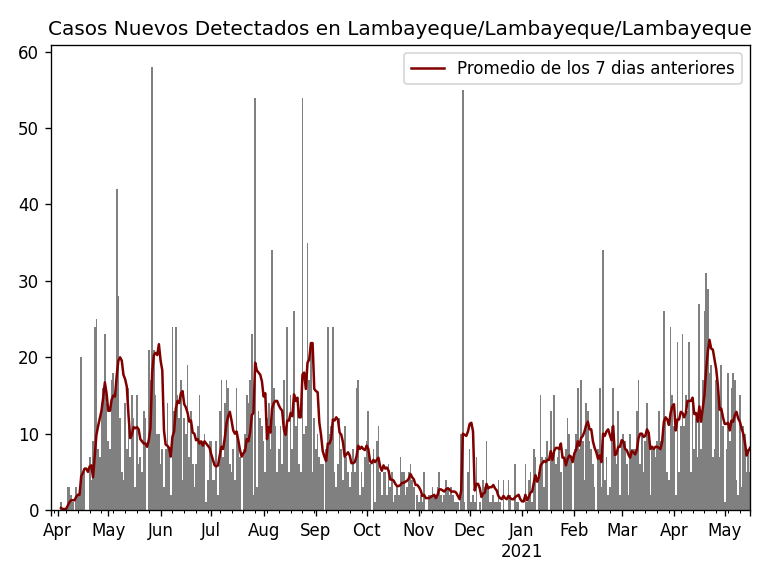 Casos Nuevos Detectados en Lambayeque/Lambayeque/Lambayeque
Promedio de los 7 dias anteriores
60
50
40
30
20
10
0
Apr May Jun Jul Aug Sep Oct Nov Dec Jan Feb Mar Apr May
2021